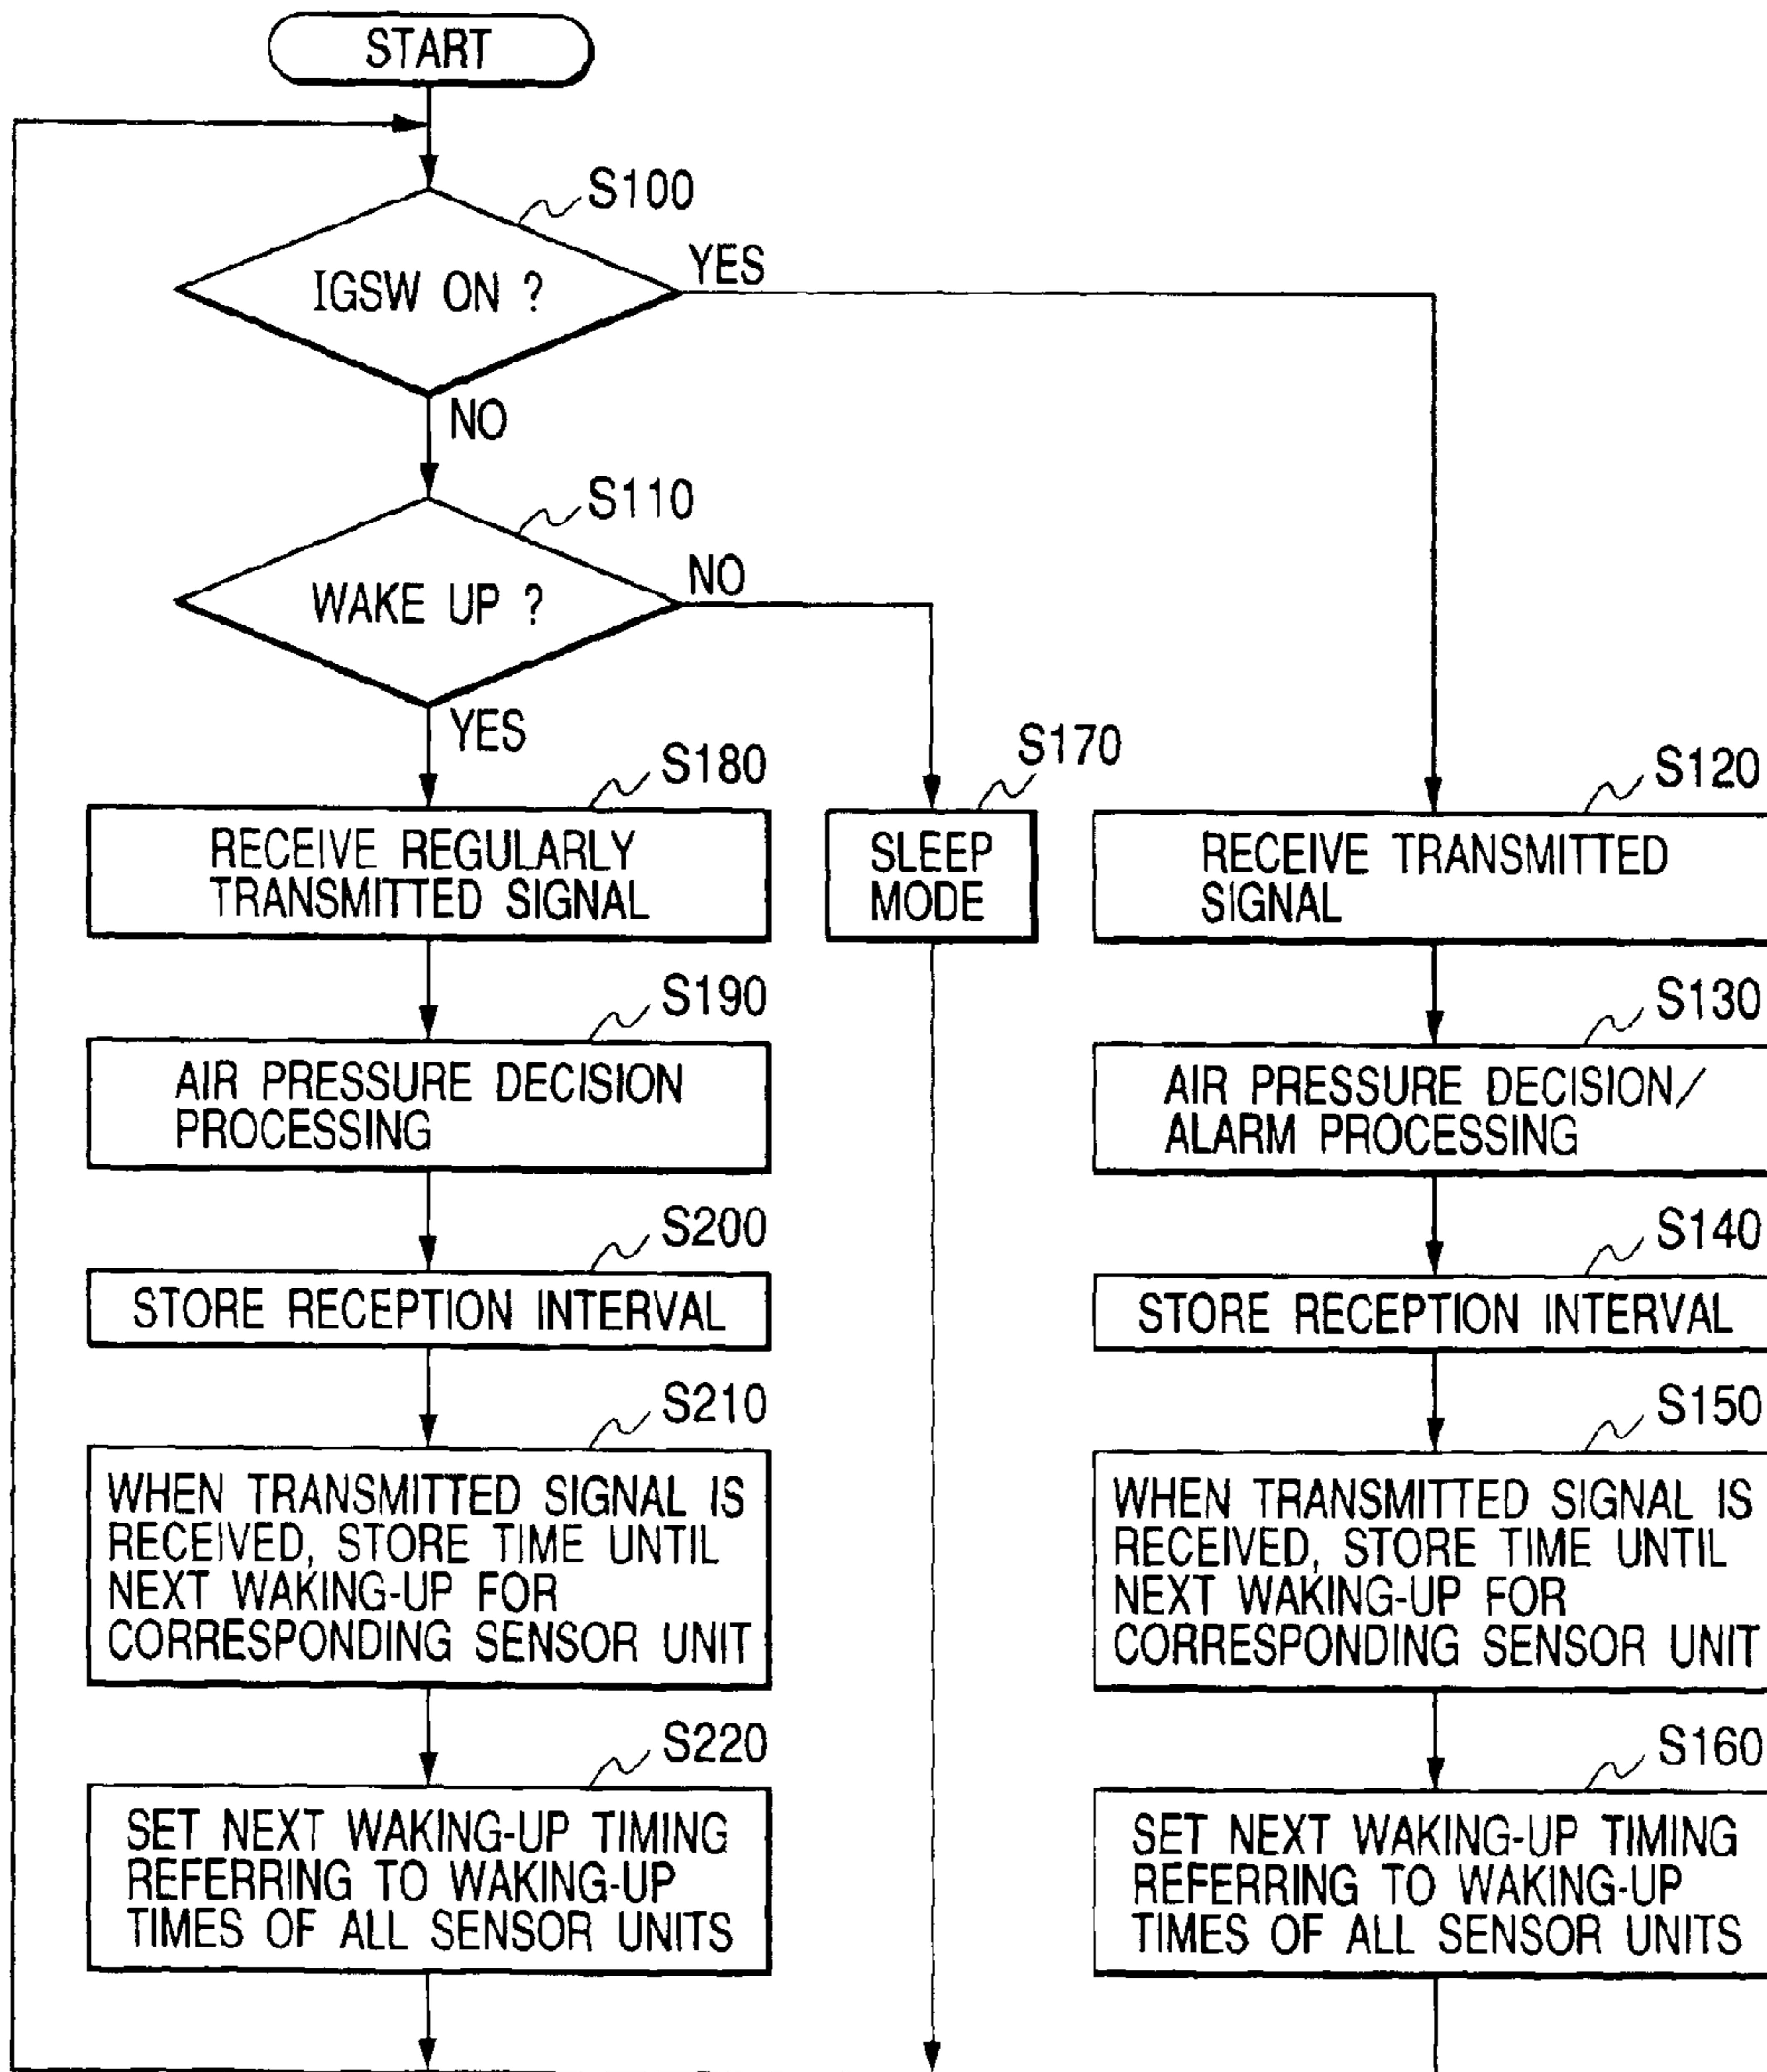 START
S100
IGSW ON ?
YES
NO
S110
WAKE UP ?
NO
YES
S180
RECEIVE REGULARLY
TRANSMITTED SIGNAL
S170
SLEEP
MODE
S120
RECEIVE TRANSMITTED
SIGNAL
S190
AIR PRESSURE DECISION
PROCESSING
S130
AIR PRESSURE DECISION/
ALARM PROCESSING
S200
STORE RECEPTION INTERVAL
S140
STORE RECEPTION INTERVAL
S210
WHEN TRANSMITTED SIGNAL IS
RECEIVED, STORE TIME UNTIL
NEXT WAKING-UP FOR
CORRESPONDING SENSOR UNIT
S150
WHEN TRANSMITTED SIGNAL IS
RECEIVED, STORE TIME UNTIL
NEXT WAKING-UP FOR
CORRESPONDING SENSOR UNIT
S220
SET NEXT WAKING-UP TIMING
REFERRING TO WAKING-UP
TIMES OF ALL SENSOR UNITS
S160
SET NEXT WAKING-UP TIMING
REFERRING TO WAKING-UP
TIMES OF ALL SENSOR UNITS